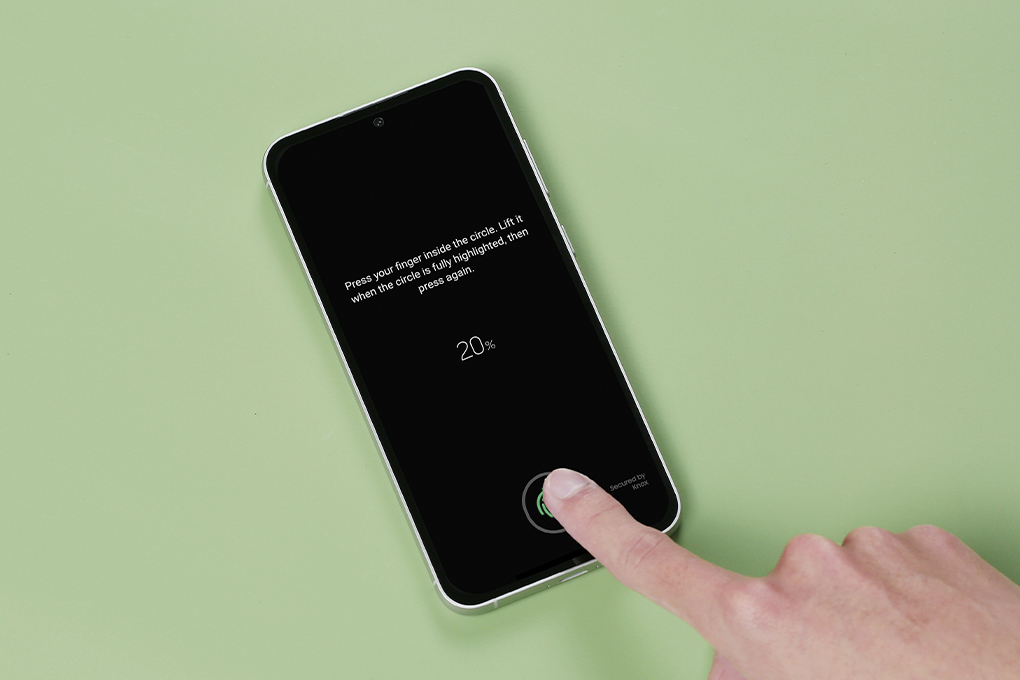 Press your finger inside the circle. Lift it
when the circle is fully highlighted, then
press again.
20%
Secured by
Knox